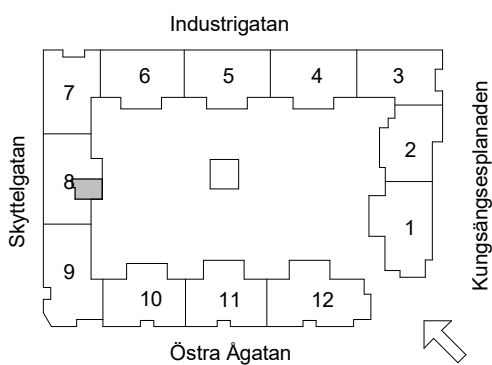 Industrigatan
6 5 4 3
7
Kungsängsesplanaden
Skyttelgatan
2
8
1
9
10 11 12
Östra Ågatan